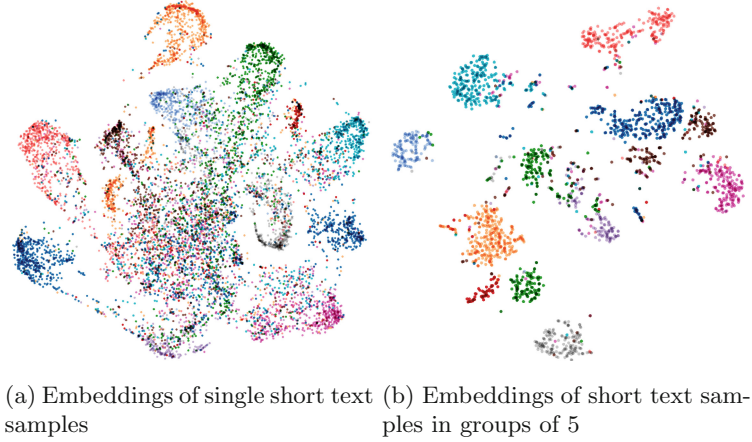 (a) Embeddings of single short text
samples
(b) Embeddings of short text sam-
ples in groups of 5